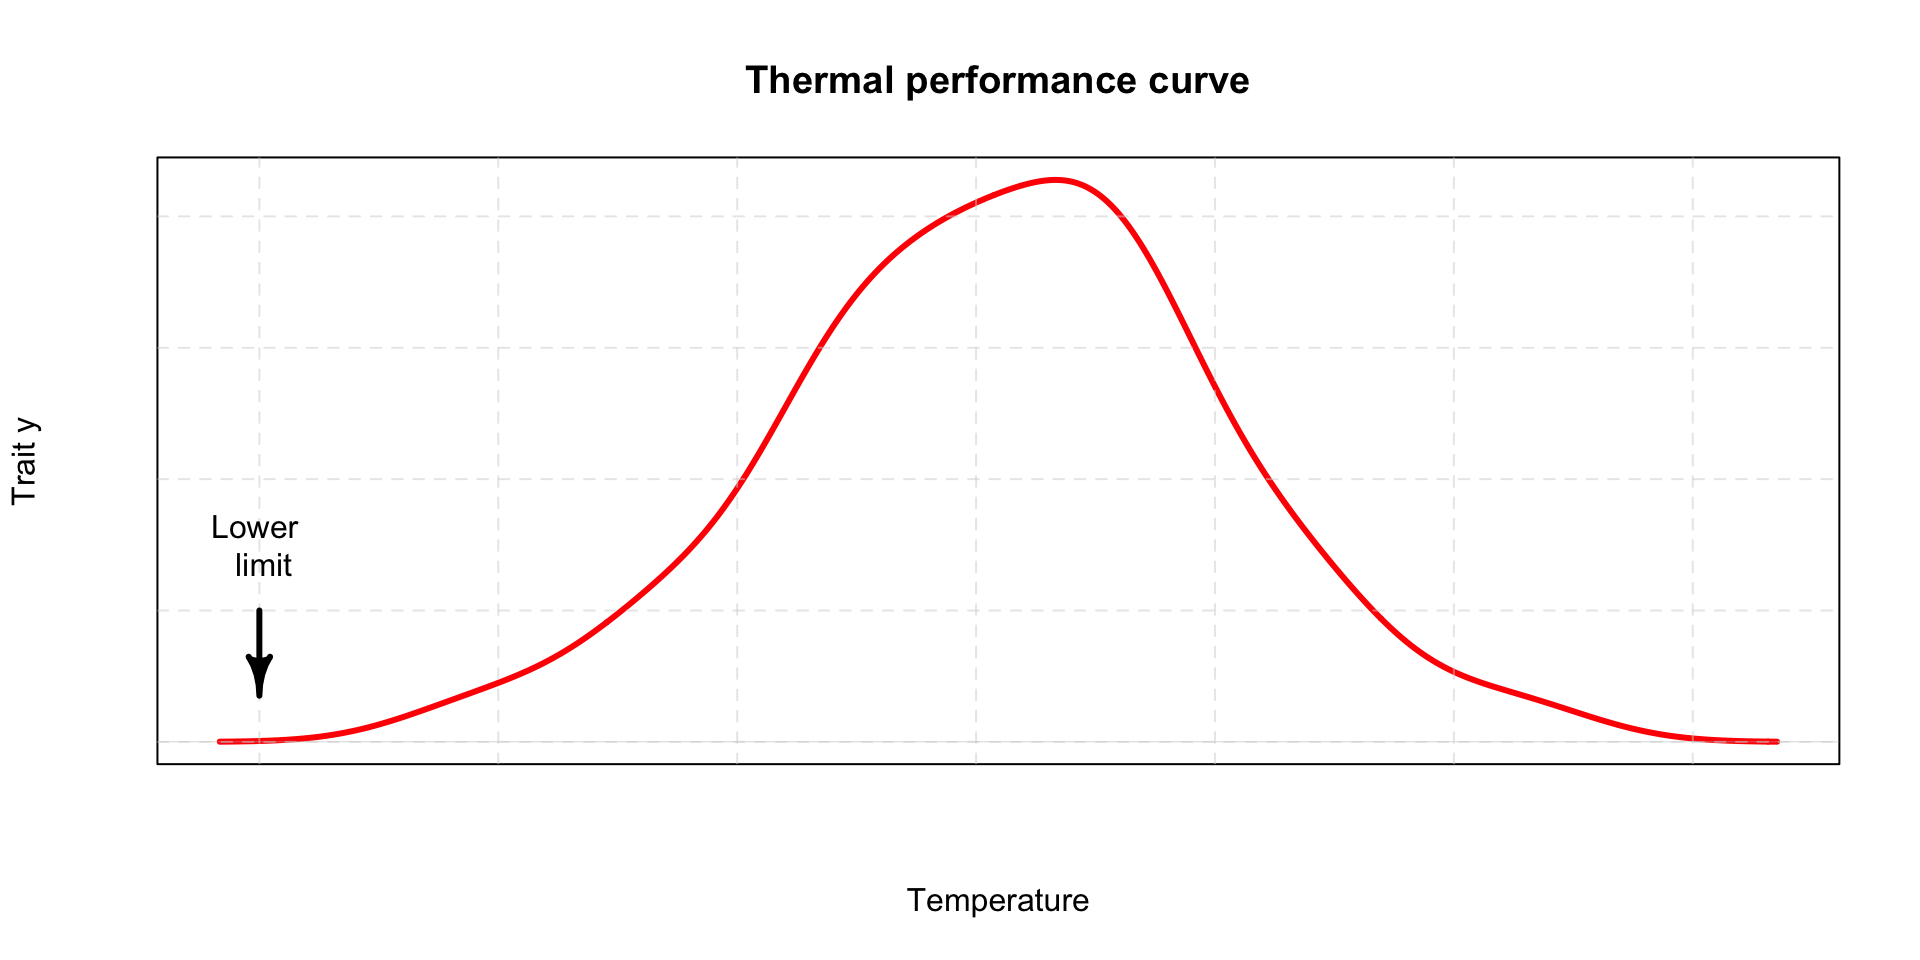 Thermal performance curve
Trait y
Lower
limit
Temperature